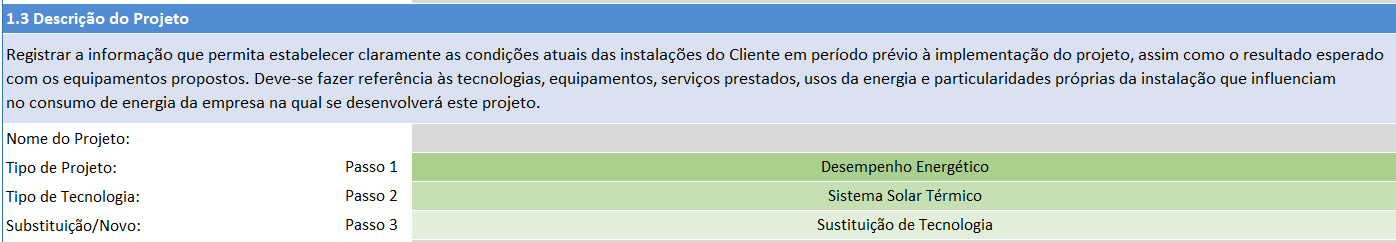 1.3 Descrição do Projeto
Registrar a informação que permita estabelecer claramente as condições atuais das instalações do Cliente em período prévio à implementação do projeto, assim como o resultado esperado
com os equipamentos propostos. Deve-se fazer referência às tecnologias, equipamentos, serviços prestados, usos da energia e particularidades próprias da instalação que influenciam
no consumo de energia da empresa na qual se desenvolverá este projeto.
Nome do Projeto:
Tipo de Projeto: Passo 1 Desempenho Energético
Tipo de Tecnologia: Passo 2 Sistema Solar Térmico
Substituição/Novo: Passo 3 Sustituição de Tecnologia